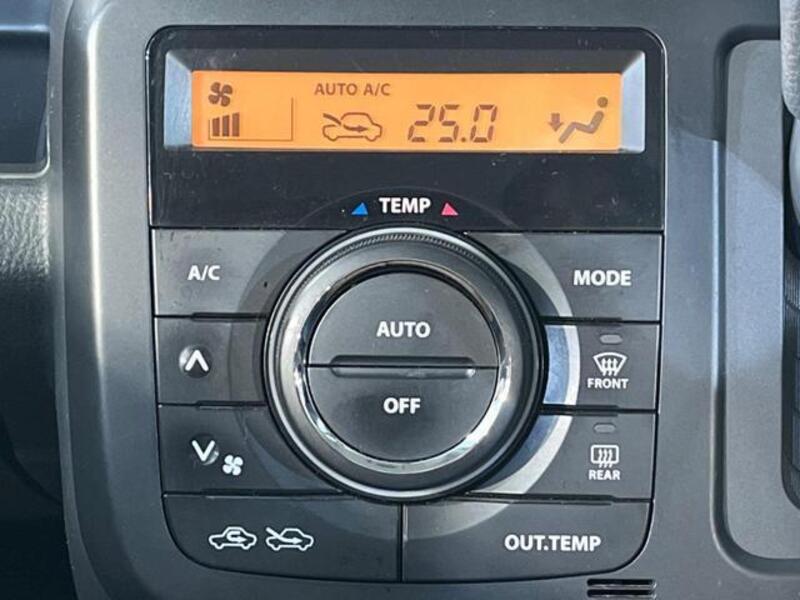 AUTO A/C
25.0
TEMP
A/C
MODE
AUTO
FRONT
OFF
REAR
OUT.TEMP